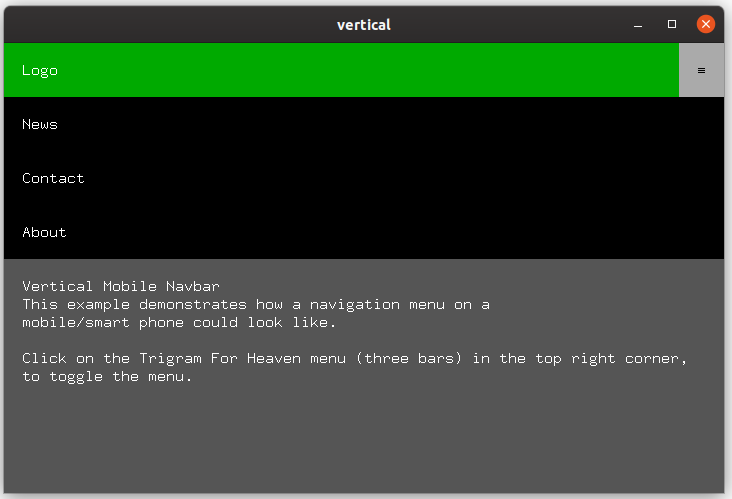 vertical
Logo ≡
News
Contact
About
Vertical Mobile Navbar
This example demonstrates how a navigation menu on a
mobile/smart phone could look like.
Click on the Trigram For Heaven menu (three bars) in the top right corner,
to toggle the menu.